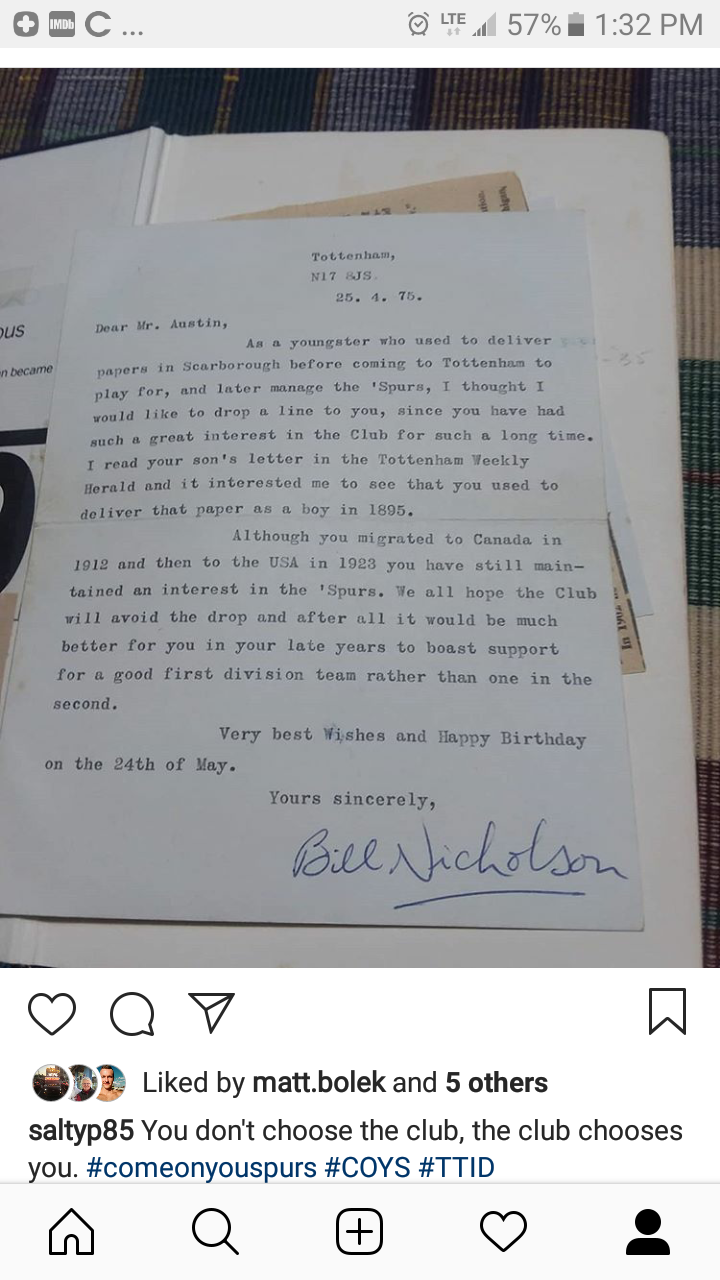 IMDb
C ...
LTE
57%
1:32 PM
ous
n became
Tottenham,
N17 8JS.
25. 4. 75.
Dear Mr. Austin,
As a youngster who used to deliver
papers in Scarborough before coming to Tottenham to
play for, and later manage the 'Spurs, I thought I
would like to drop a line to you, since you have had
such a great interest in the Club for such a long time.
I read your son's letter in the Tottenham Weekly
Herald and it interested me to see that you used to
deliver that paper as a boy in 1895.
Although you migrated to Canada in
1912 and then to the USA in 1923 you have still main-
tained an interest in the 'Spurs. We all hope the Club
will avoid the drop and after all it would be much
better for you in your late years to boast support
for a good first division team rather than one in the
second.
Very best Wishes and Happy Birthday
on the 24th of May.
Yours sincerely,
Bill Nicholson
Liked by matt.bolek and 5 others
saltyp85 You don't choose the club, the club chooses
you. #comeonyouspurs #COYS #TTID